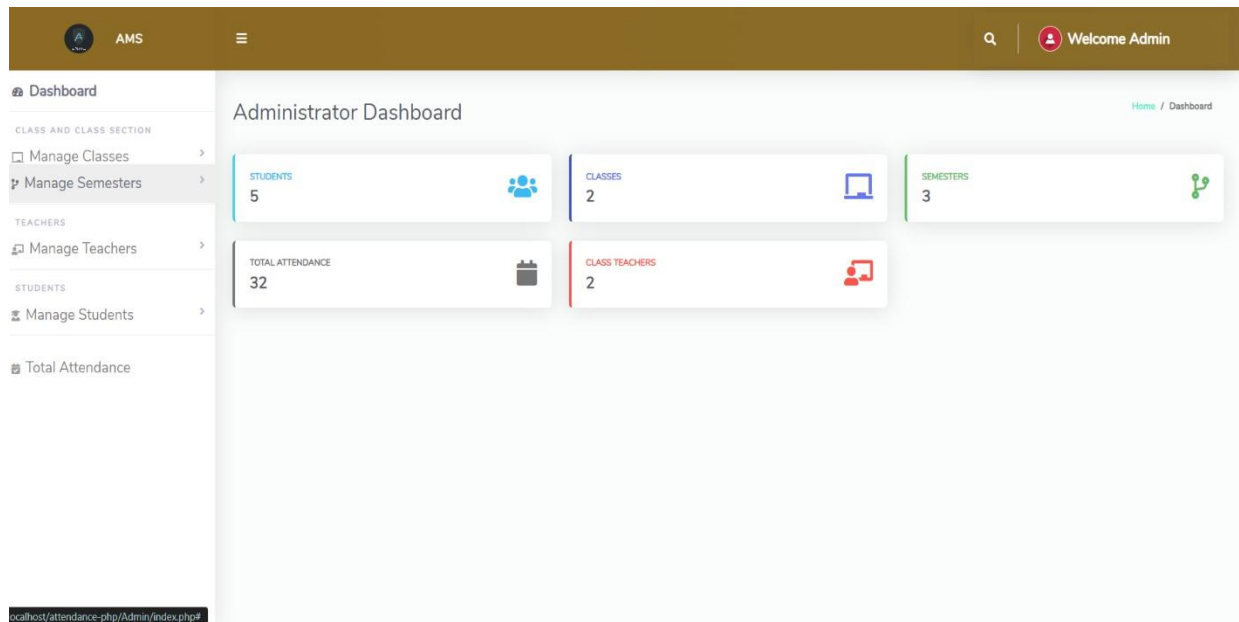 AMS
Welcome Admin
Dashboard
CLASS AND CLASS SECTION
Manage Classes
Manage Semesters
TEACHERS
Manage Teachers
STUDENTS
Manage Students
Total Attendance
Administrator Dashboard
Home / Dashboard
STUDENTS
5
CLASSES
2
SEMESTERS
3
TOTAL ATTENDANCE
32
CLASS TEACHERS
2
ocalhost/attendance-php/Admin/index.php#